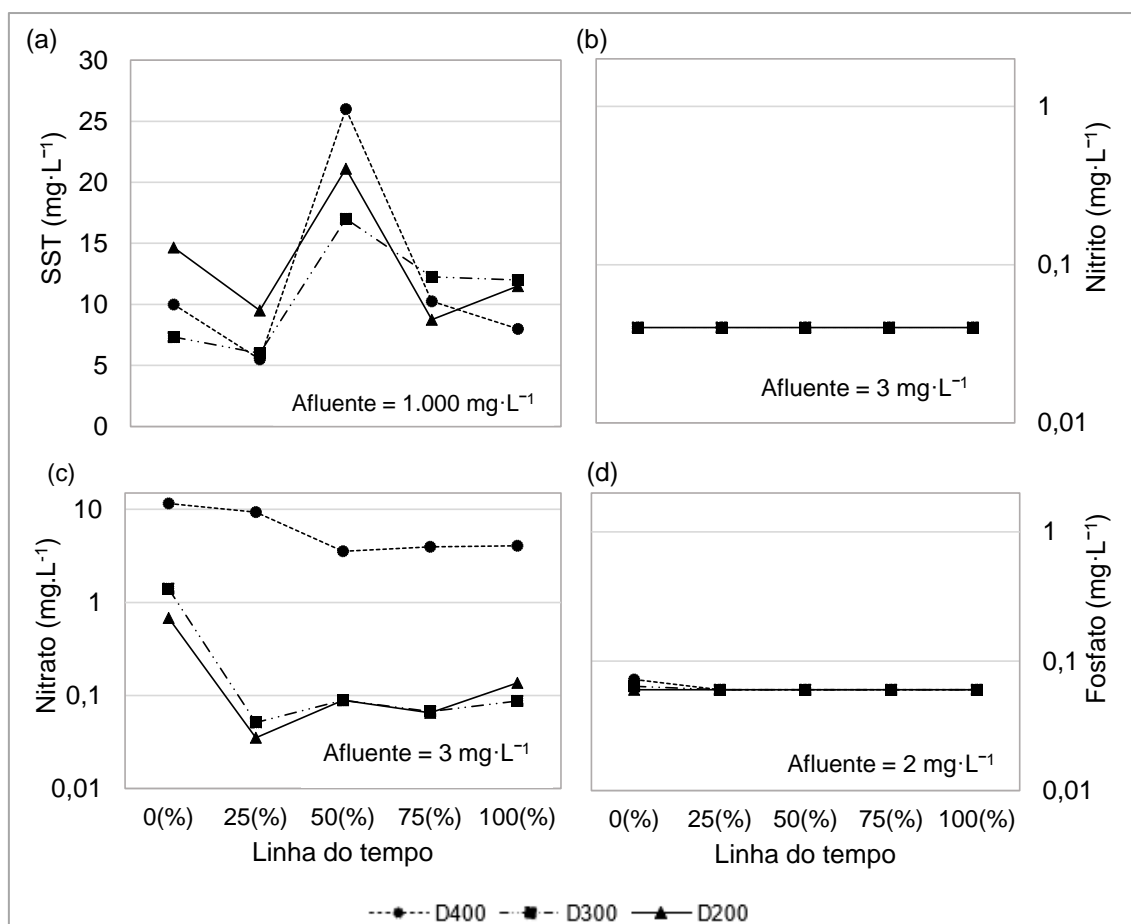 (a)
30
25
20
15
10
5
0
SST (mg·L⁻¹)
Afluente = 1.000 mg·L⁻¹
(b)
1
0,1
0,01
Nitrito (mg·L⁻¹)
Afluente = 3 mg·L⁻¹
(c)
10
1
0,1
0,01
Nitrato (mg.L⁻¹)
Afluente = 3 mg·L⁻¹
0(%) 25(%) 50(%) 75(%) 100(%)
Linha do tempo
(d)
1
0,1
0,01
Fosfato (mg·L⁻¹)
Afluente = 2 mg·L⁻¹
0(%) 25(%) 50(%) 75(%) 100(%)
Linha do tempo
D400 D300 D200